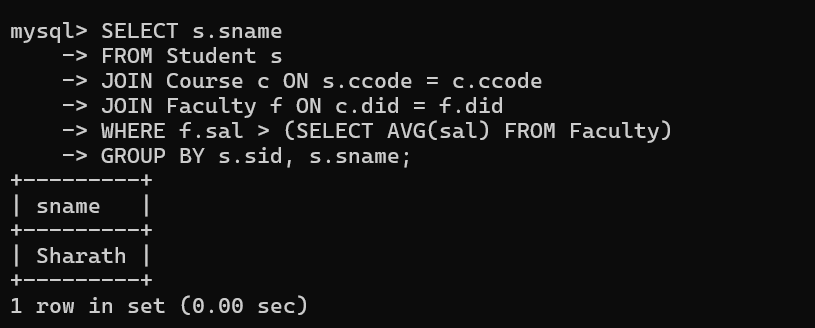 mysql> SELECT s.sname
    -> FROM Student s
    -> JOIN Course c ON s.ccode = c.ccode
    -> JOIN Faculty f ON c.did = f.did
    -> WHERE f.sal > (SELECT AVG(sal) FROM Faculty)
    -> GROUP BY s.sid, s.sname;
+---------+
| sname   |
+---------+
| Sharath |
+---------+
1 row in set (0.00 sec)